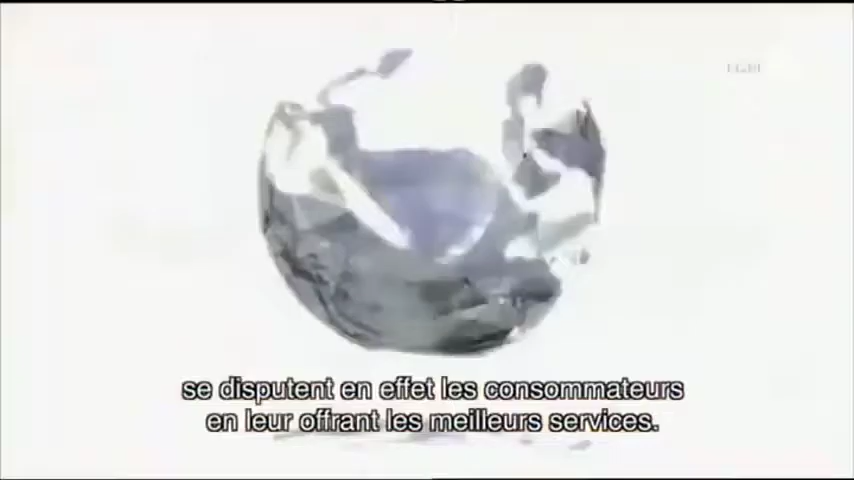 se disputent en effet les consommateurs
en leur offrant les meilleurs services.